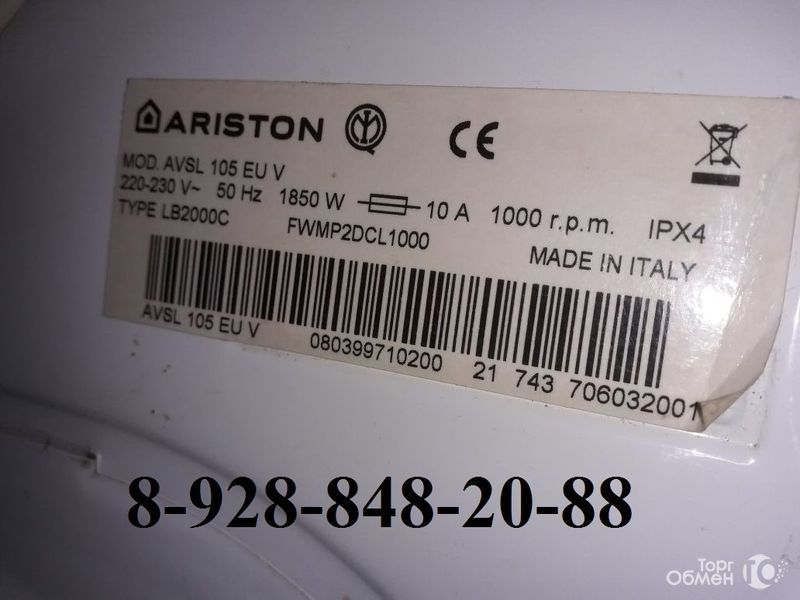 ARISTON CE
MOD. AVSL 105 EU V
220-230 V~ 50 Hz 1850 W 10 A 1000 r.p.m. IPX4
TYPE LB2000C FWMP2DCL1000 MADE IN ITALY
AVSL 105 EU V 080399710200 21 743 706032001
8-928-848-20-88
Торг
Обмен